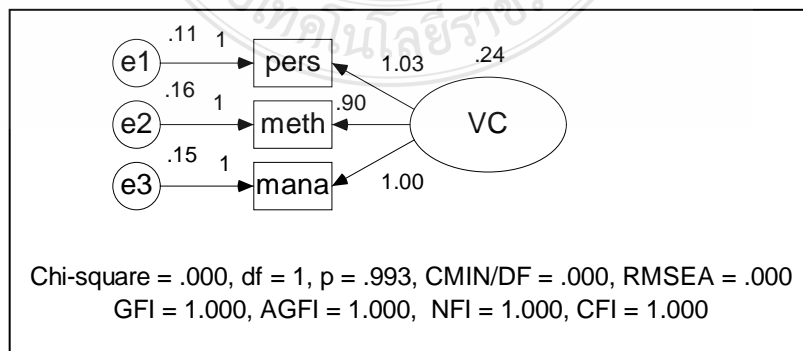 .11 1
e1 pers 1.03 .24
.16 1
e2 meth .90 VC
.15 1
e3 mana 1.00
Chi-square = .000, df = 1, p = .993, CMIN/DF = .000, RMSEA = .000
GFI = 1.000, AGFI = 1.000, NFI = 1.000, CFI = 1.000